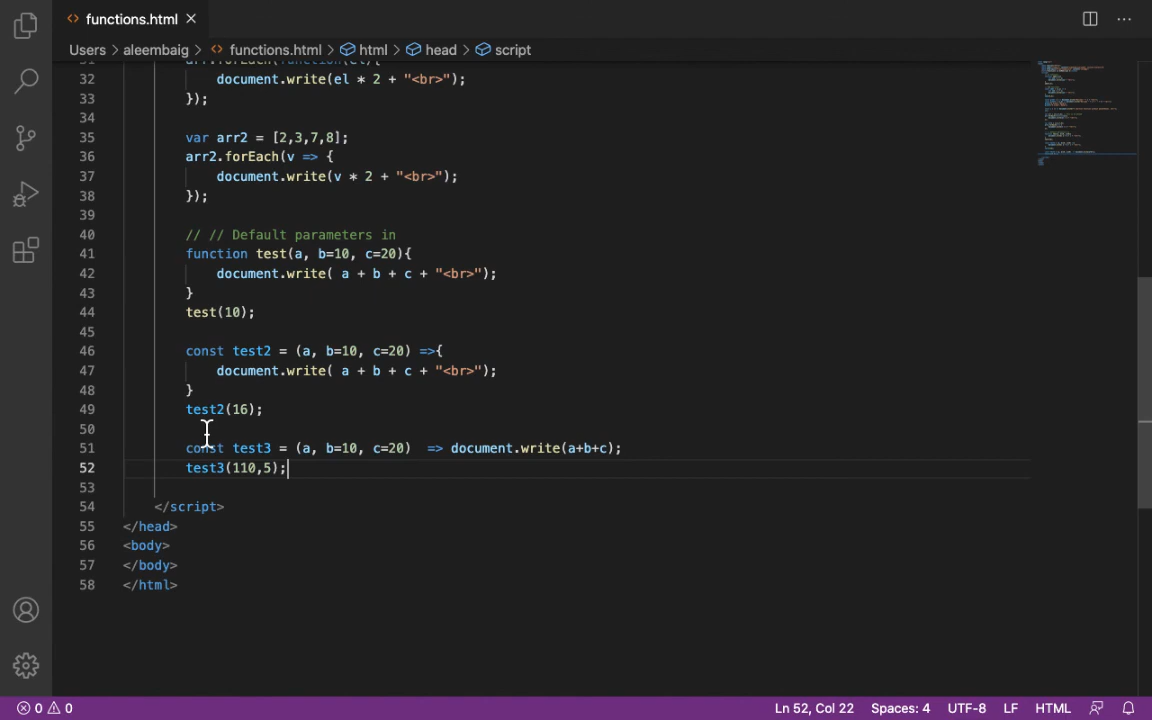 functions.html ×
Users > aleembaig > <> functions.html > html > head > script
32 document.write(el * 2 + "<br>");
33 });
34
35 var arr2 = [2,3,7,8];
36 arr2.forEach(v => {
37 document.write(v * 2 + "<br>");
38 });
39
40 // // Default parameters in
41 function test(a, b=10, c=20){
42 document.write( a + b + c + "<br>");
43 }
44 test(10);
45
46 const test2 = (a, b=10, c=20) =>{
47 document.write( a + b + c + "<br>");
48 }
49 test2(16);
50
51 const test3 = (a, b=10, c=20)  => document.write(a+b+c);
52 test3(110,5);
53
54 </script>
55 </head>
56 <body>
57 </body>
58 </html>
0 0 Ln 52, Col 22 Spaces: 4 UTF-8 LF HTML